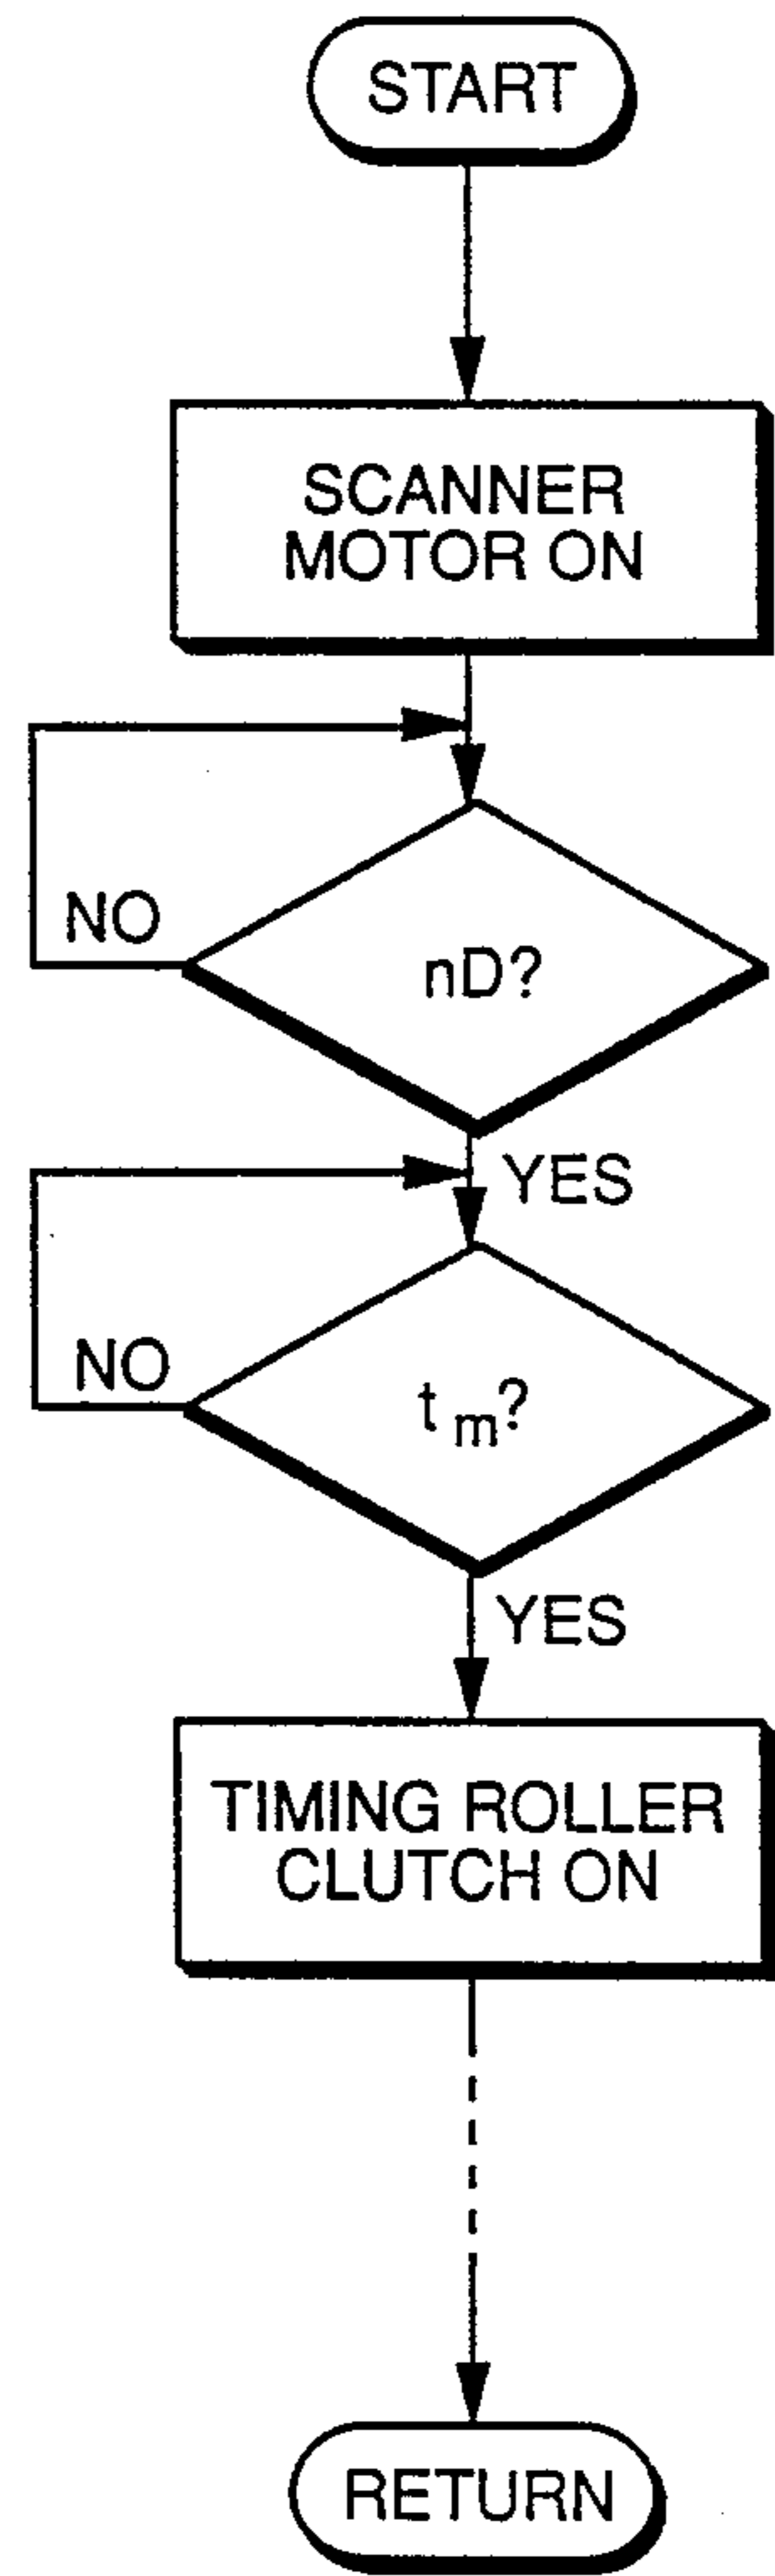 START
SCANNER
MOTOR ON
NO
nD?
YES
NO
t m?
YES
TIMING ROLLER
CLUTCH ON
RETURN